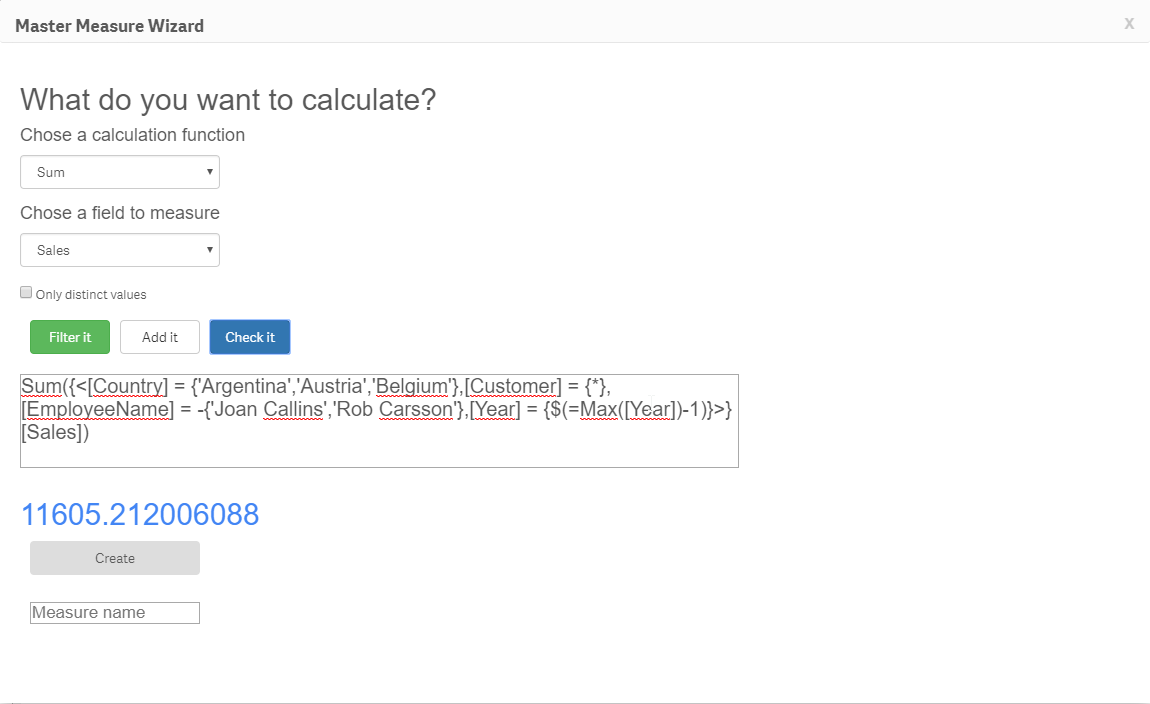 Master Measure Wizard
x
What do you want to calculate?
Chose a calculation function
Sum
Chose a field to measure
Sales
Only distinct values
Filter it
Add it
Check it
Sum({<[Country] = {'Argentina','Austria','Belgium'},[Customer] = {*},
[EmployeeName] = -{'Joan Callins','Rob Carsson'},[Year] = {$(=Max([Year])-1)}>}
[Sales])
11605.212006088
Create
Measure name